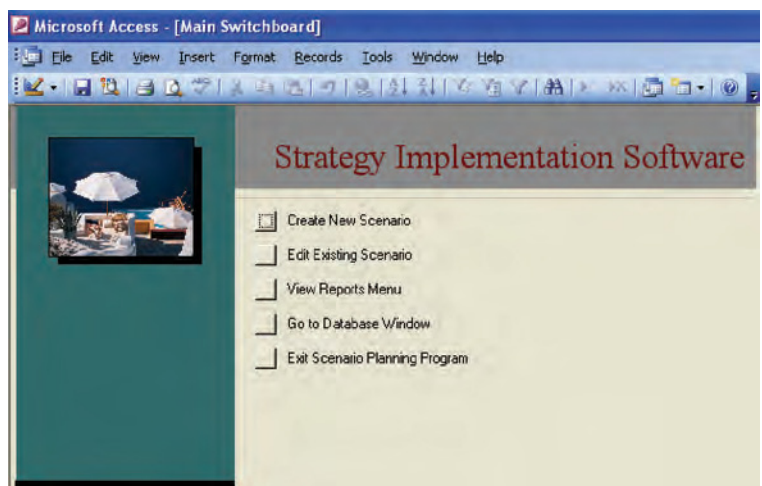 Microsoft Access - [Main Switchboard]
File Edit View Insert Format Records Tools Window Help
Strategy Implementation Software
Create New Scenario
Edit Existing Scenario
View Reports Menu
Go to Database Window
Exit Scenario Planning Program